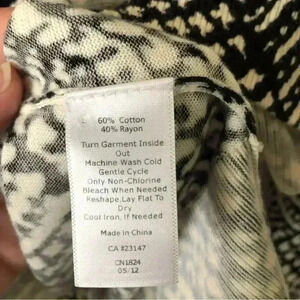 60% Cotton
40% Rayon
Turn Garment Inside
Out
Machine Wash Cold
Gentle Cycle
Only Non-Chlorine
Bleach When Needed
Reshape,Lay Flat To
Dry
Cool Iron, If Needed
Made in China
CA #23147
CN1824
05/12